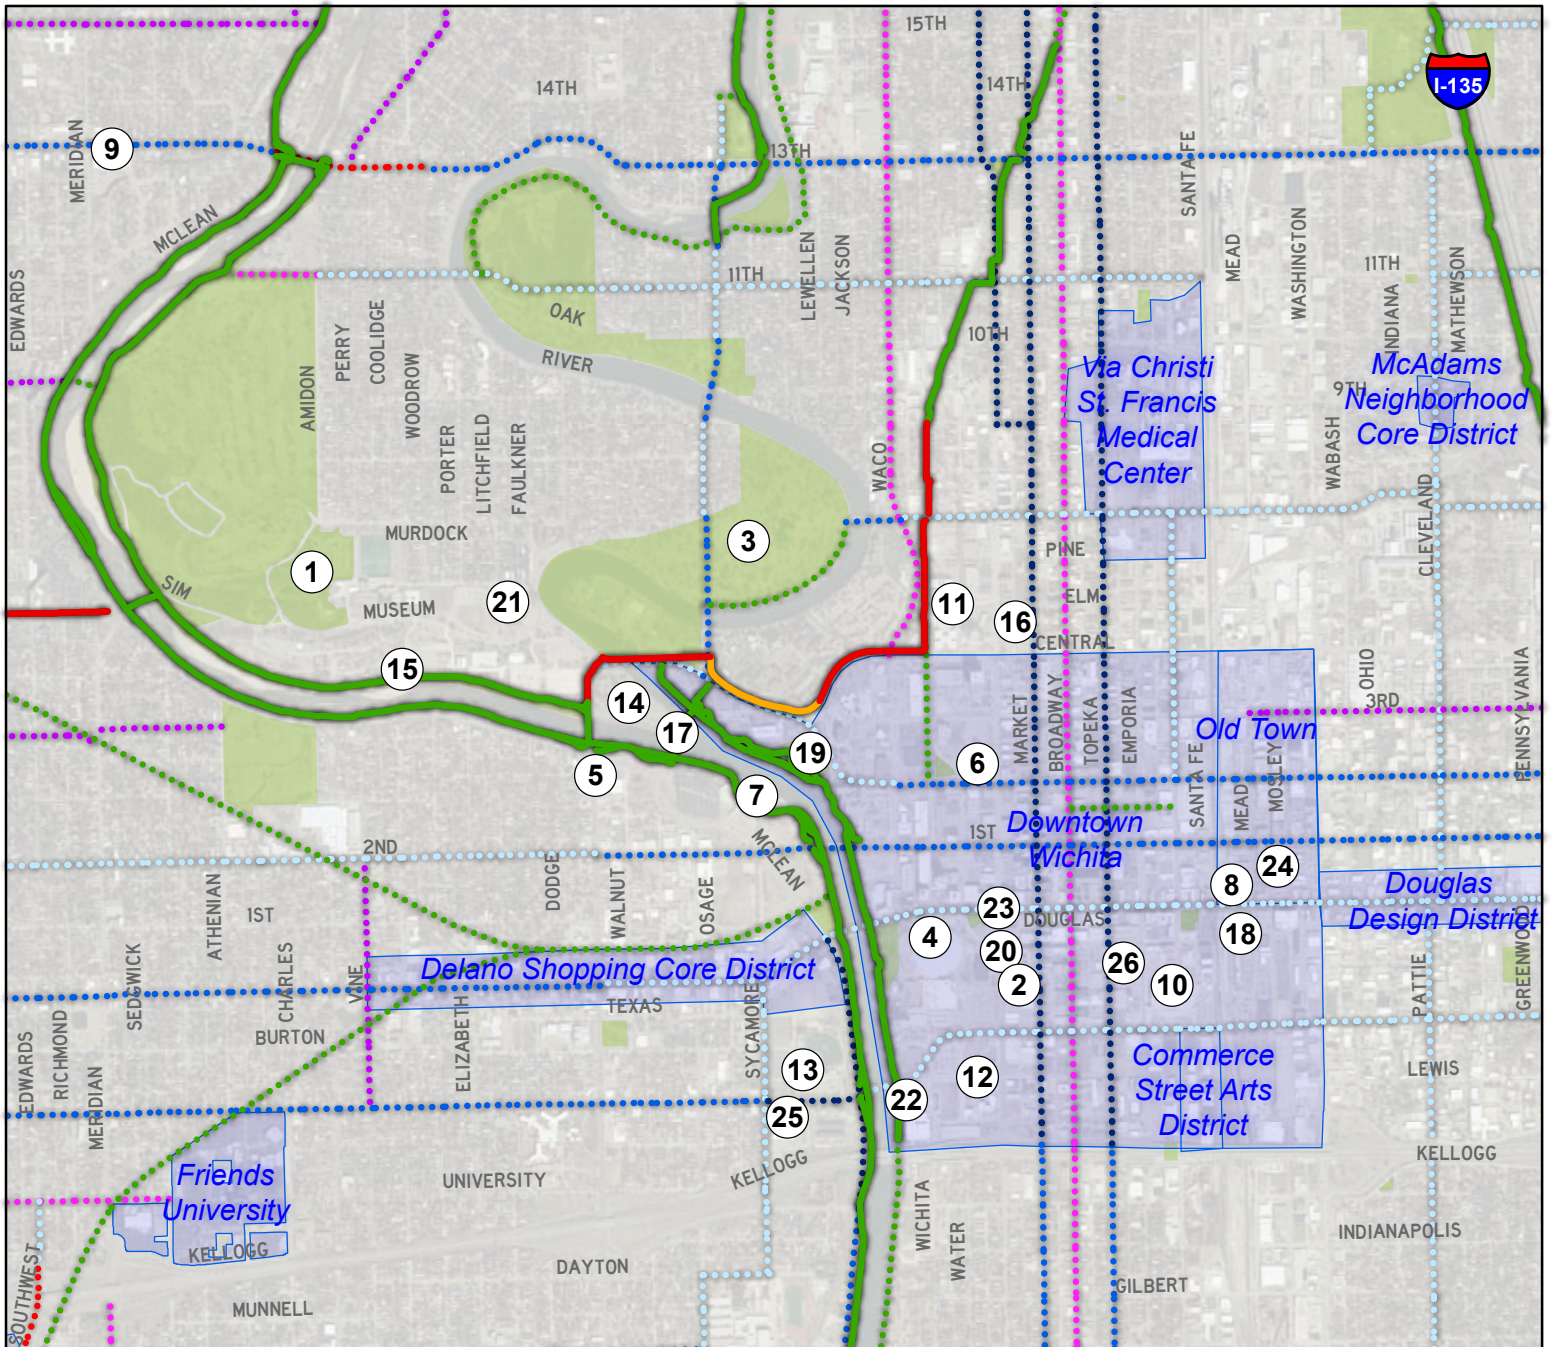 15TH
14TH
14TH
I-135
MERIDIAN
9
13TH
SANTA FE
MCLEAN
LEWELLEN
JACKSON
MEAD
WASHINGTON
11TH
11TH
MATHEWSON
INDIANA
EDWARDS
OAK
RIVER
PERRY
COOLIDGE
WOODROW
AMIDON
10TH
Via Christi
St. Francis
Medical
Center
9TH
McAdams
Neighborhood
Core District
PORTER
LITCHFIELD
FAULKNER
WACO
WABASH
CLEVELAND
MURDOCK
3
PINE
1
SIM
MUSEUM
21
11
16
ELM
CENTRAL
15
14
17
19
5
7
6
MARKET
BROADWAY
TOPEKA
EMPORIA
OHIO
3RD
PENNSYLVANIA
Old Town
SANTA FE
MEAD
MOSLEY
1ST
Downtown
Wichita
2ND
MCLEAN
DODGE
WALNUT
OSAGE
ATHENIAN
1ST
8
24
Douglas
Design District
23
DOUGLAS
4
20
2
26
10
18
GREENWOOD
PATTIE
SEDGWICK
CHARLES
VINE
Delano Shopping Core District
TEXAS
SYCAMORE
ELIZABETH
BURTON
EDWARDS
RICHMOND
MERIDIAN
13
25
12
22
Commerce
Street Arts
District
LEWIS
KELLOGG
KELLOGG
UNIVERSITY
Friends
University
KELLOGG
WICHITA
WATER
INDIANAPOLIS
DAYTON
GILBERT
SOUTHWEST
MUNNELL